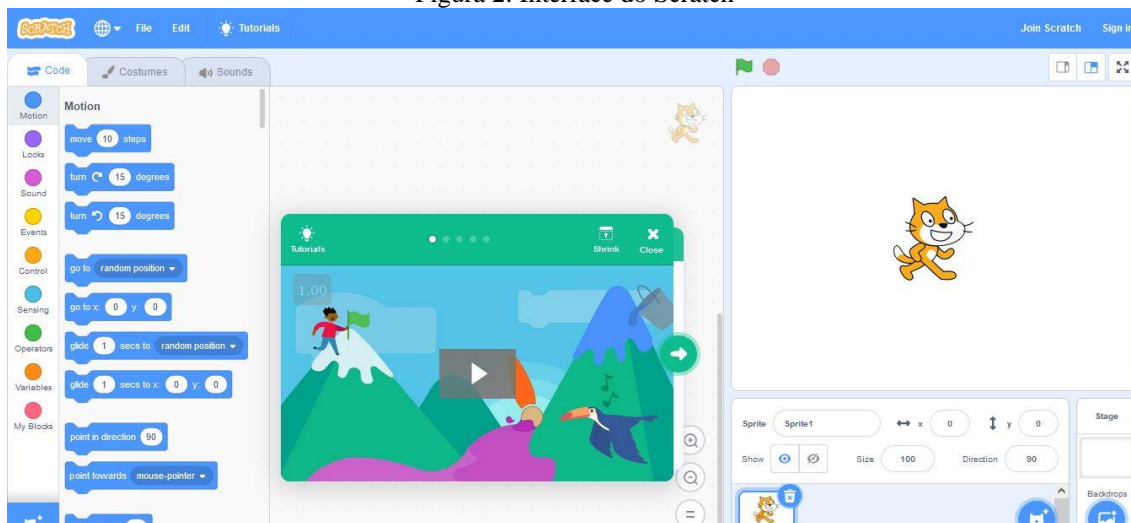 Figura 2: Interface do Scratch
SCRATCH File Edit Tutorials Join Scratch Sign in
Code Costumes Sounds
Motion
Looks
Sound
Events
Control
Sensing
Operators
Variables
My Blocks
Motion
move 10 steps
turn 15 degrees
turn 15 degrees
go to random position
go to x: 0 y: 0
glide 1 secs to random position
glide 1 secs to x: 0 y: 0
point in direction 90
point towards mouse-pointer
Tutorials Shrink Close
1.00
Sprite Sprite1 x 0 y 0
Show Size 100 Direction 90
Stage
Backdrops